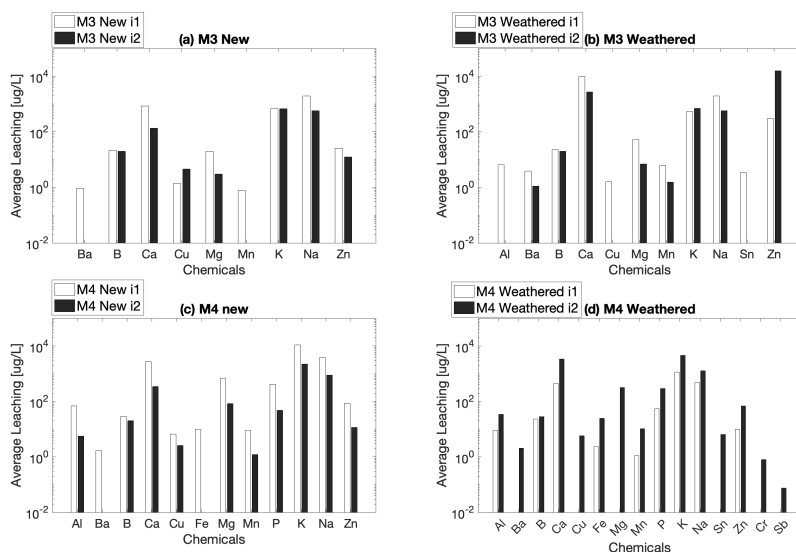 M3 New i1
M3 New i2
(a) M3 New
Average Leaching [ug/L]
10^4
10^2
10^0
10^-2
Ba B Ca Cu Mg Mn K Na Zn
Chemicals
M3 Weathered i1
M3 Weathered i2
(b) M3 Weathered
Average Leaching [ug/L]
10^4
10^2
10^0
10^-2
Al Ba B Ca Cu Mg Mn K Na Sn Zn
Chemicals
M4 New i1
M4 New i2
(c) M4 new
Average Leaching [ug/L]
10^4
10^2
10^0
10^-2
Al Ba B Ca Cu Fe Mg Mn P K Na Zn
Chemicals
M4 Weathered i1
M4 Weathered i2
(d) M4 Weathered
Average Leaching [ug/L]
10^4
10^2
10^0
10^-2
Al Ba B Ca Cu Fe Mg Mn P K Na Sn Zn Cr Sb
Chemicals